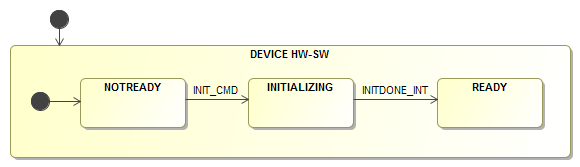 DEVICE HW-SW
NOTREADY
INIT_CMD
INITIALIZING
INITDONE_INT
READY